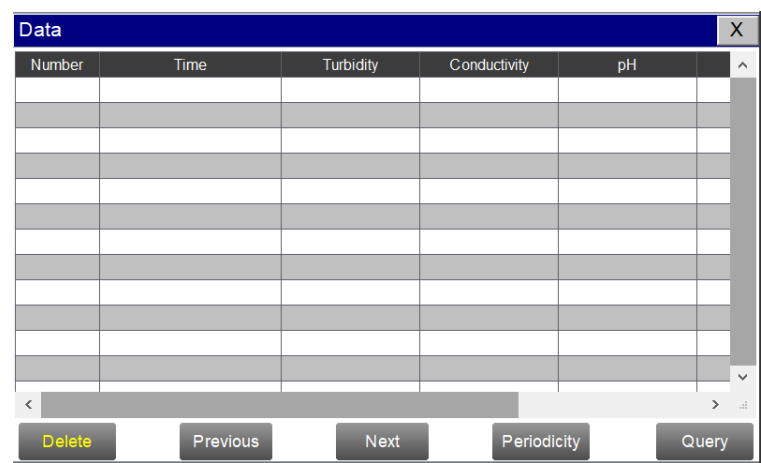 Data X
Number Time Turbidity Conductivity pH
Delete Previous Next Periodicity Query